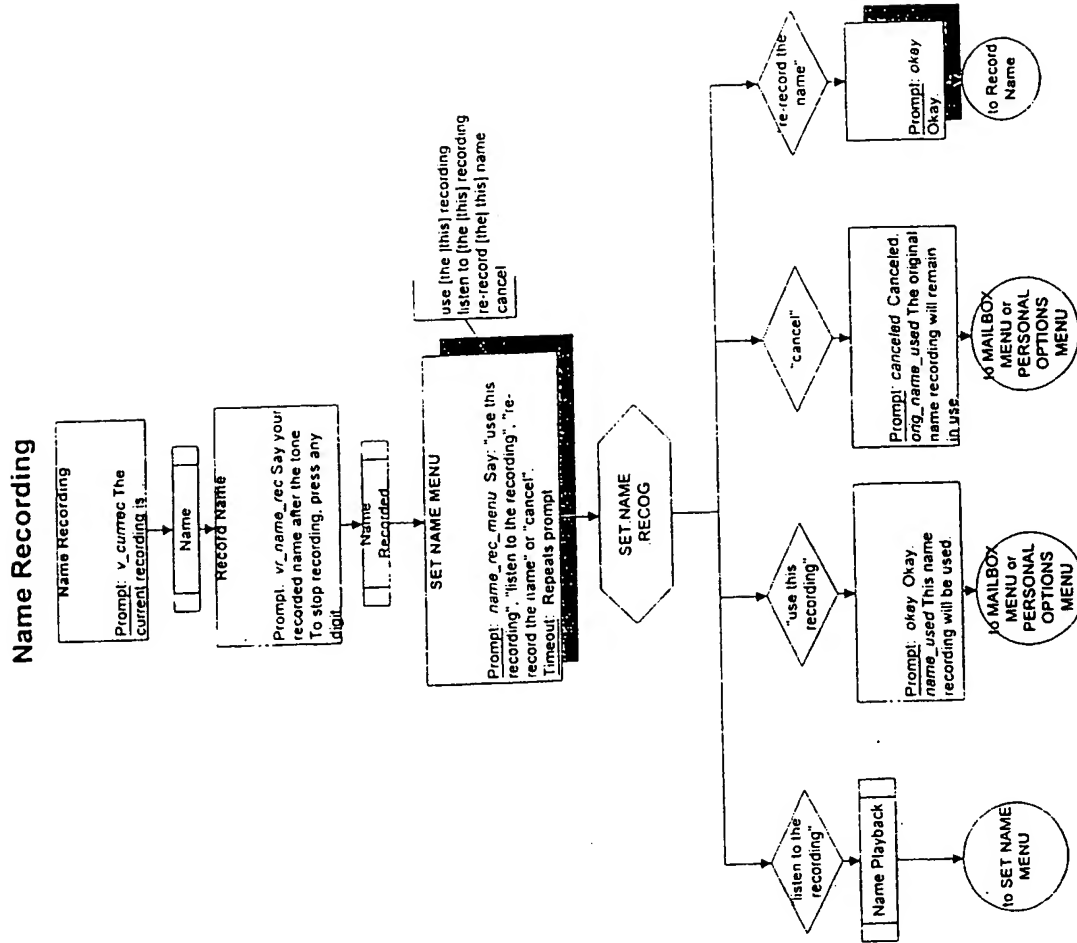 Name Recording
Name Recording
Prompt: v_currec The
current recording is ...
Name
Record Name
Prompt: vr_name_rec Say your
recorded name after the tone
To stop recording, press any
digit
Name
Recorded
SET NAME MENU
Prompt: name_rec_menu Say: "use this
recording", "listen to the recording", "re-
record the name" or "cancel".
Timeout: Repeats prompt
use [the |this] recording
listen to [the |this] recording
re-record [the| this] name
cancel
SET NAME
RECOG
"listen to the
recording"
Name Playback
to SET NAME
MENU
"use this
recording"
Prompt: okay Okay.
name_used This name
recording will be used.
to MAILBOX
MENU or
PERSONAL
OPTIONS
MENU
"cancel"
Prompt: canceled Canceled.
orig_name_used The original
name recording will remain
in use.
to MAILBOX
MENU or
PERSONAL
OPTIONS
MENU
"re-record the
name"
Prompt: okay
Okay.
to Record
Name